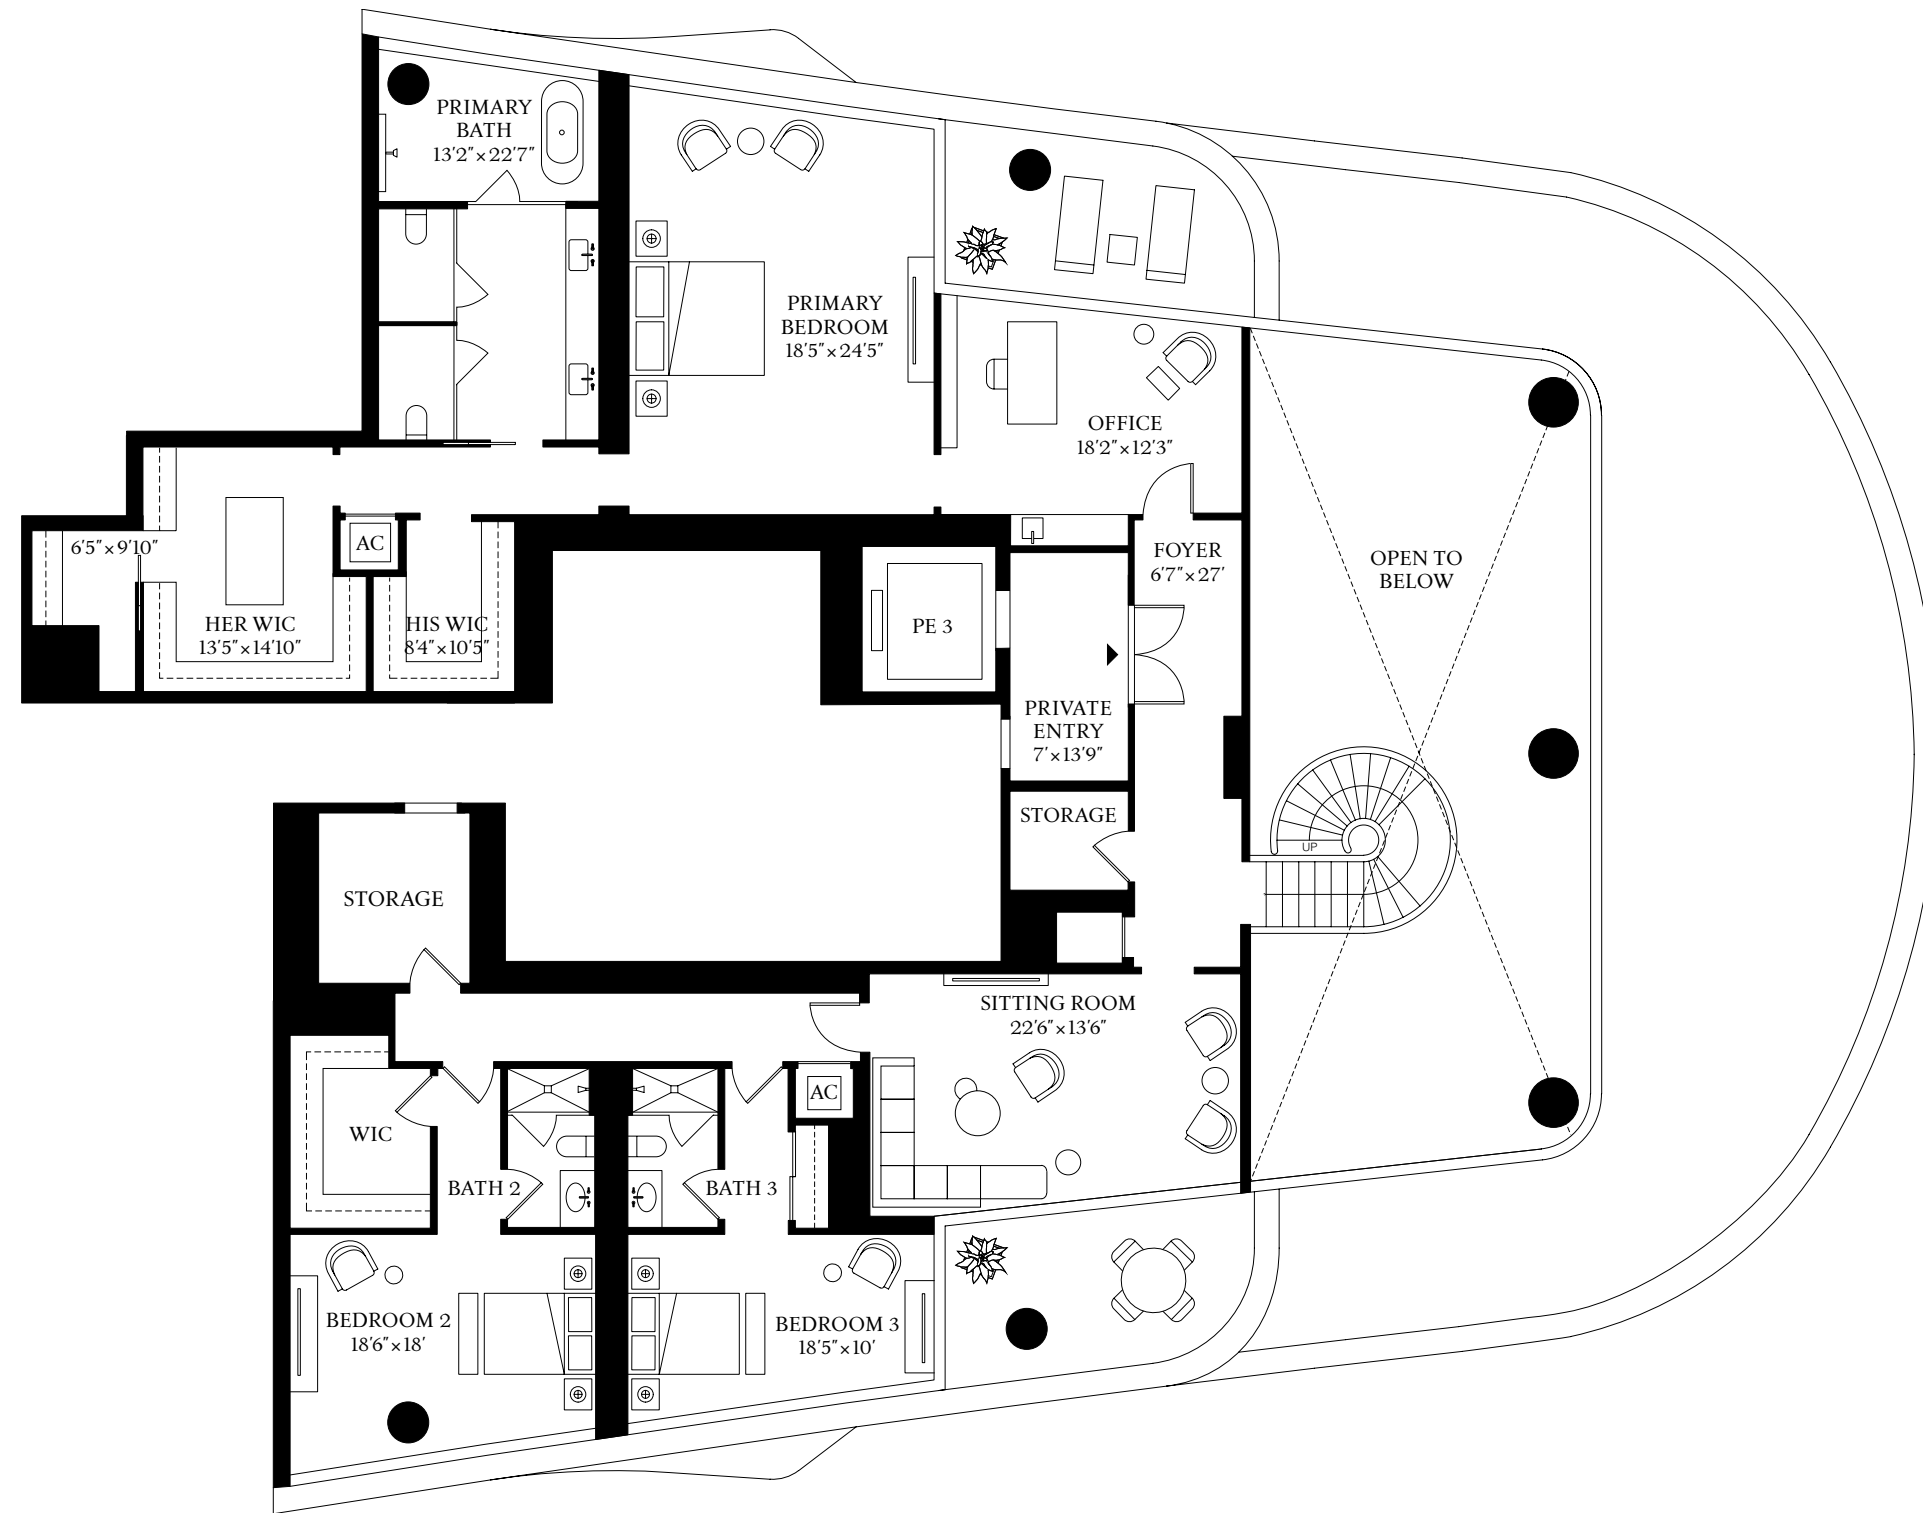 PRIMARY
BATH
13'2"×22'7"
PRIMARY
BEDROOM
18'5"×24'5"
OFFICE
18'2"×12'3"
6'5"×9'10"
AC
HER WIC
13'5"×14'10"
HIS WIC
8'4"×10'5"
PE 3
FOYER
6'7"×27'
OPEN TO
BELOW
PRIVATE
ENTRY
7'×13'9"
STORAGE
UP
STORAGE
SITTING ROOM
22'6"×13'6"
AC
WIC
BATH 2
BATH 3
BEDROOM 2
18'6"×18'
BEDROOM 3
18'5"×10'